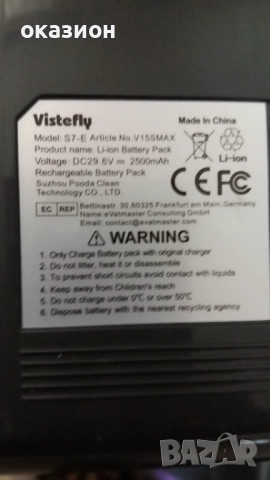 оказион
Vistefly
Made In China
Model: S7-E Article No.V15SMAX
Product name: Li-ion Battery Pack
Voltage: DC29.6V 2500mAh
Rechargeable Battery Pack
Suzhou Pooda Clean
Technology CO., LTD.
Li-ion
CE FC
EC REP
Bettinastr. 30,60325 Frankfurt am Main,Germany
Name: eVatmaster Consulting GmbH
Email: contact@evatmaster.com
WARNING
1. Only Charge Battery pack with original charger
2. Do not litter, heat it or disassemble
3. To prevent short circuits avoid contact with liquids
4. Keep away from Children's reach
5. Do not charge under 0℃ or over 50℃
6. Dispose battery with the nearest recycling agency
BAZAR